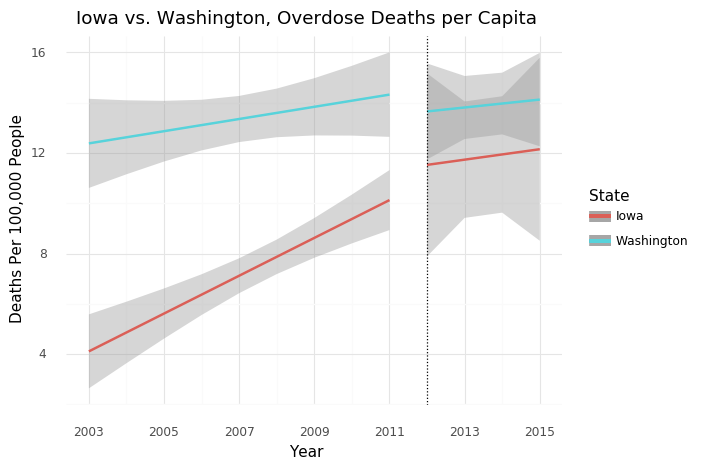 Iowa vs. Washington, Overdose Deaths per Capita
Deaths Per 100,000 People
16
12
8
4
2003 2005 2007 2009 2011 2013 2015
Year
State
Iowa
Washington